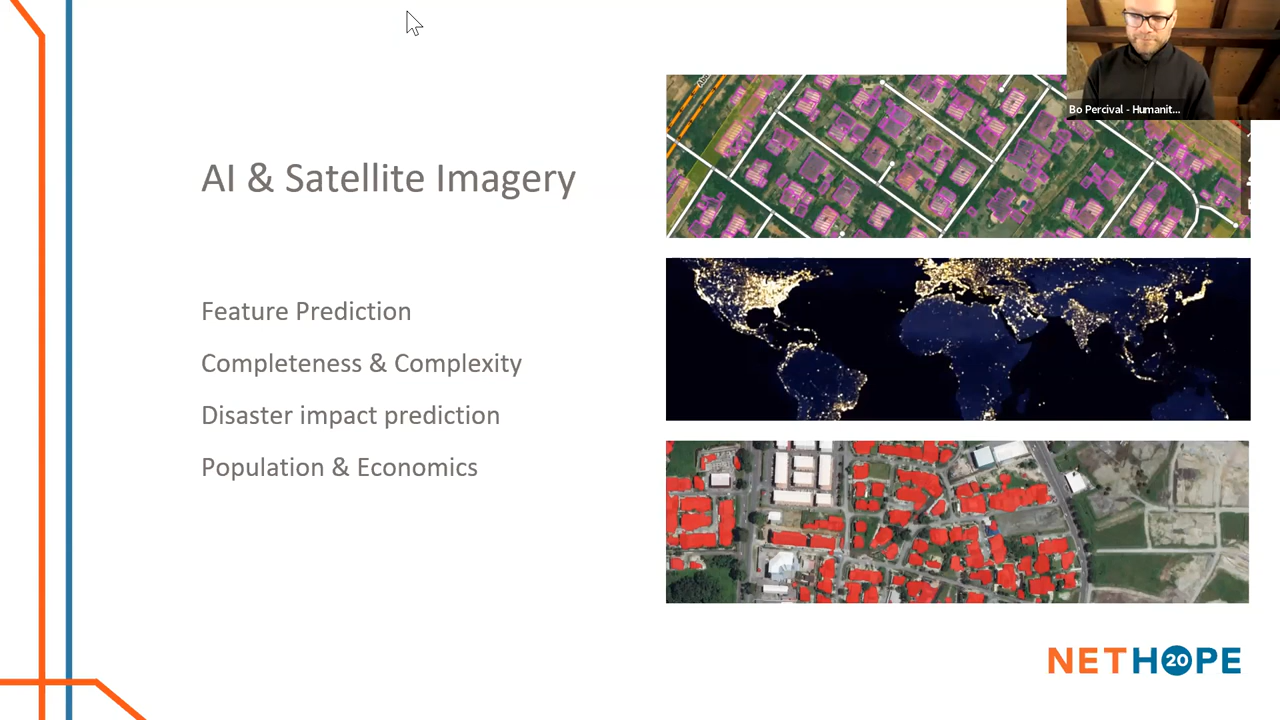 AI & Satellite Imagery
Feature Prediction
Completeness & Complexity
Disaster impact prediction
Population & Economics
Bo Percival - Humanit...
NETHOPE
20